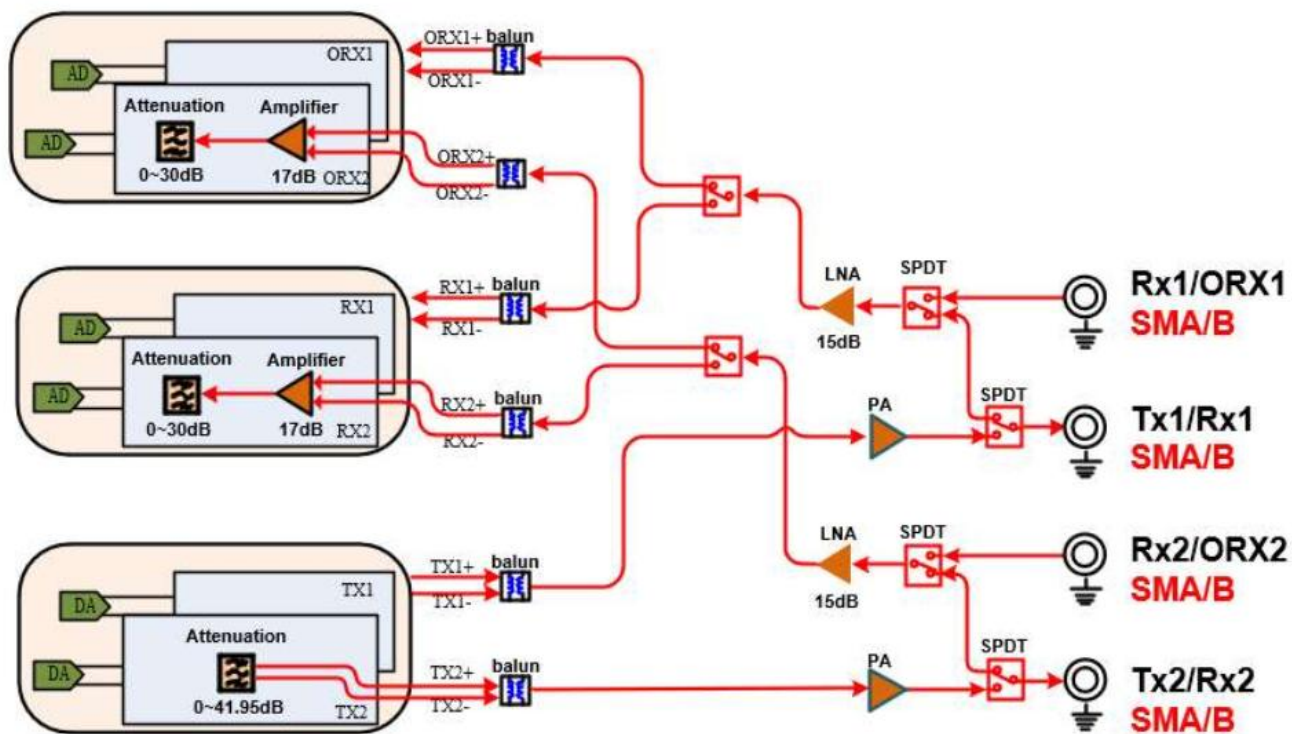 ORX1
AD
Attenuation
Amplifier
AD
0~30dB
17dB
ORX2
ORX1+
balun
ORX1-
ORX2+
ORX2-
RX1
AD
Attenuation
Amplifier
AD
0~30dB
17dB
RX2
RX1+
balun
RX1-
RX2+
balun
RX2-
TX1
DA
Attenuation
DA
0~41.95dB
TX2
TX1+
balun
TX1-
TX2+
balun
TX2-
LNA
15dB
SPDT
Rx1/ORX1
SMA/B
PA
SPDT
Tx1/Rx1
SMA/B
LNA
15dB
SPDT
Rx2/ORX2
SMA/B
PA
SPDT
Tx2/Rx2
SMA/B